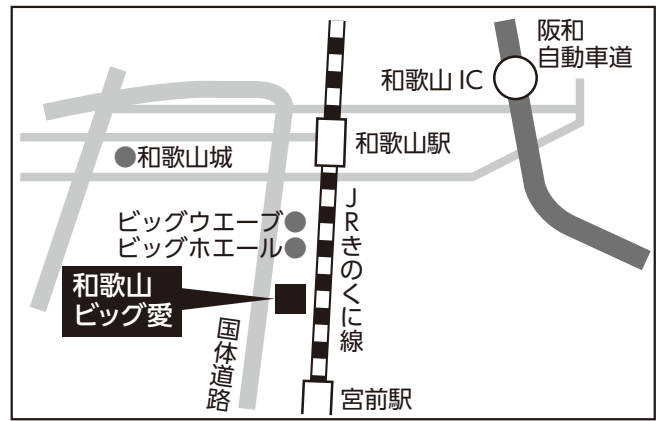 阪和
自動車道
和歌山 IC
和歌山駅
●和歌山城
ビッグウエーブ●
ビッグホエール●
JRきのくに線
和歌山
ビッグ愛
国体道路
宮前駅